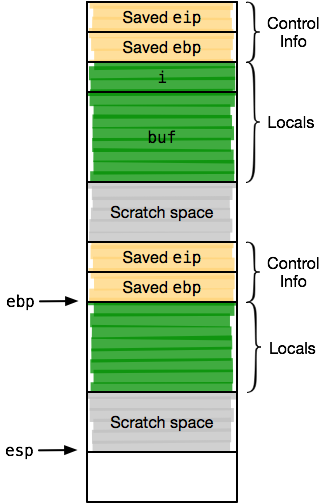 Saved eip
Control
Info
Saved ebp
i
Locals
buf
Scratch space
Saved eip
Control
Info
Saved ebp
ebp
Locals
Scratch space
esp